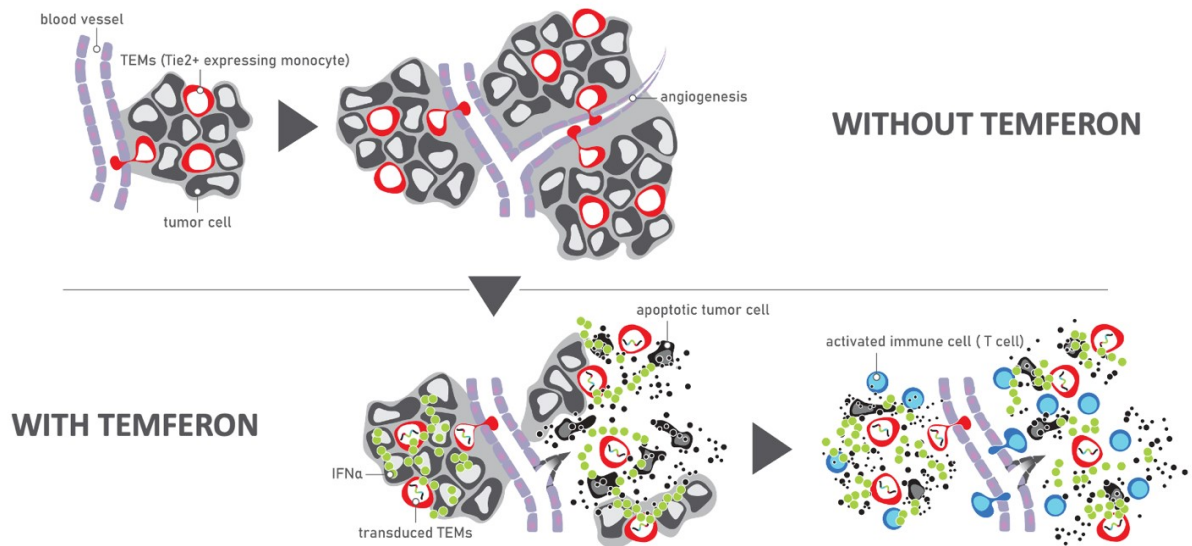 blood vessel
TEMs (Tie2+ expressing monocyte)
angiogenesis
WITHOUT TEMFERON
tumor cell
apoptotic tumor cell
activated immune cell ( T cell)
WITH TEMFERON
IFNα
transduced TEMs